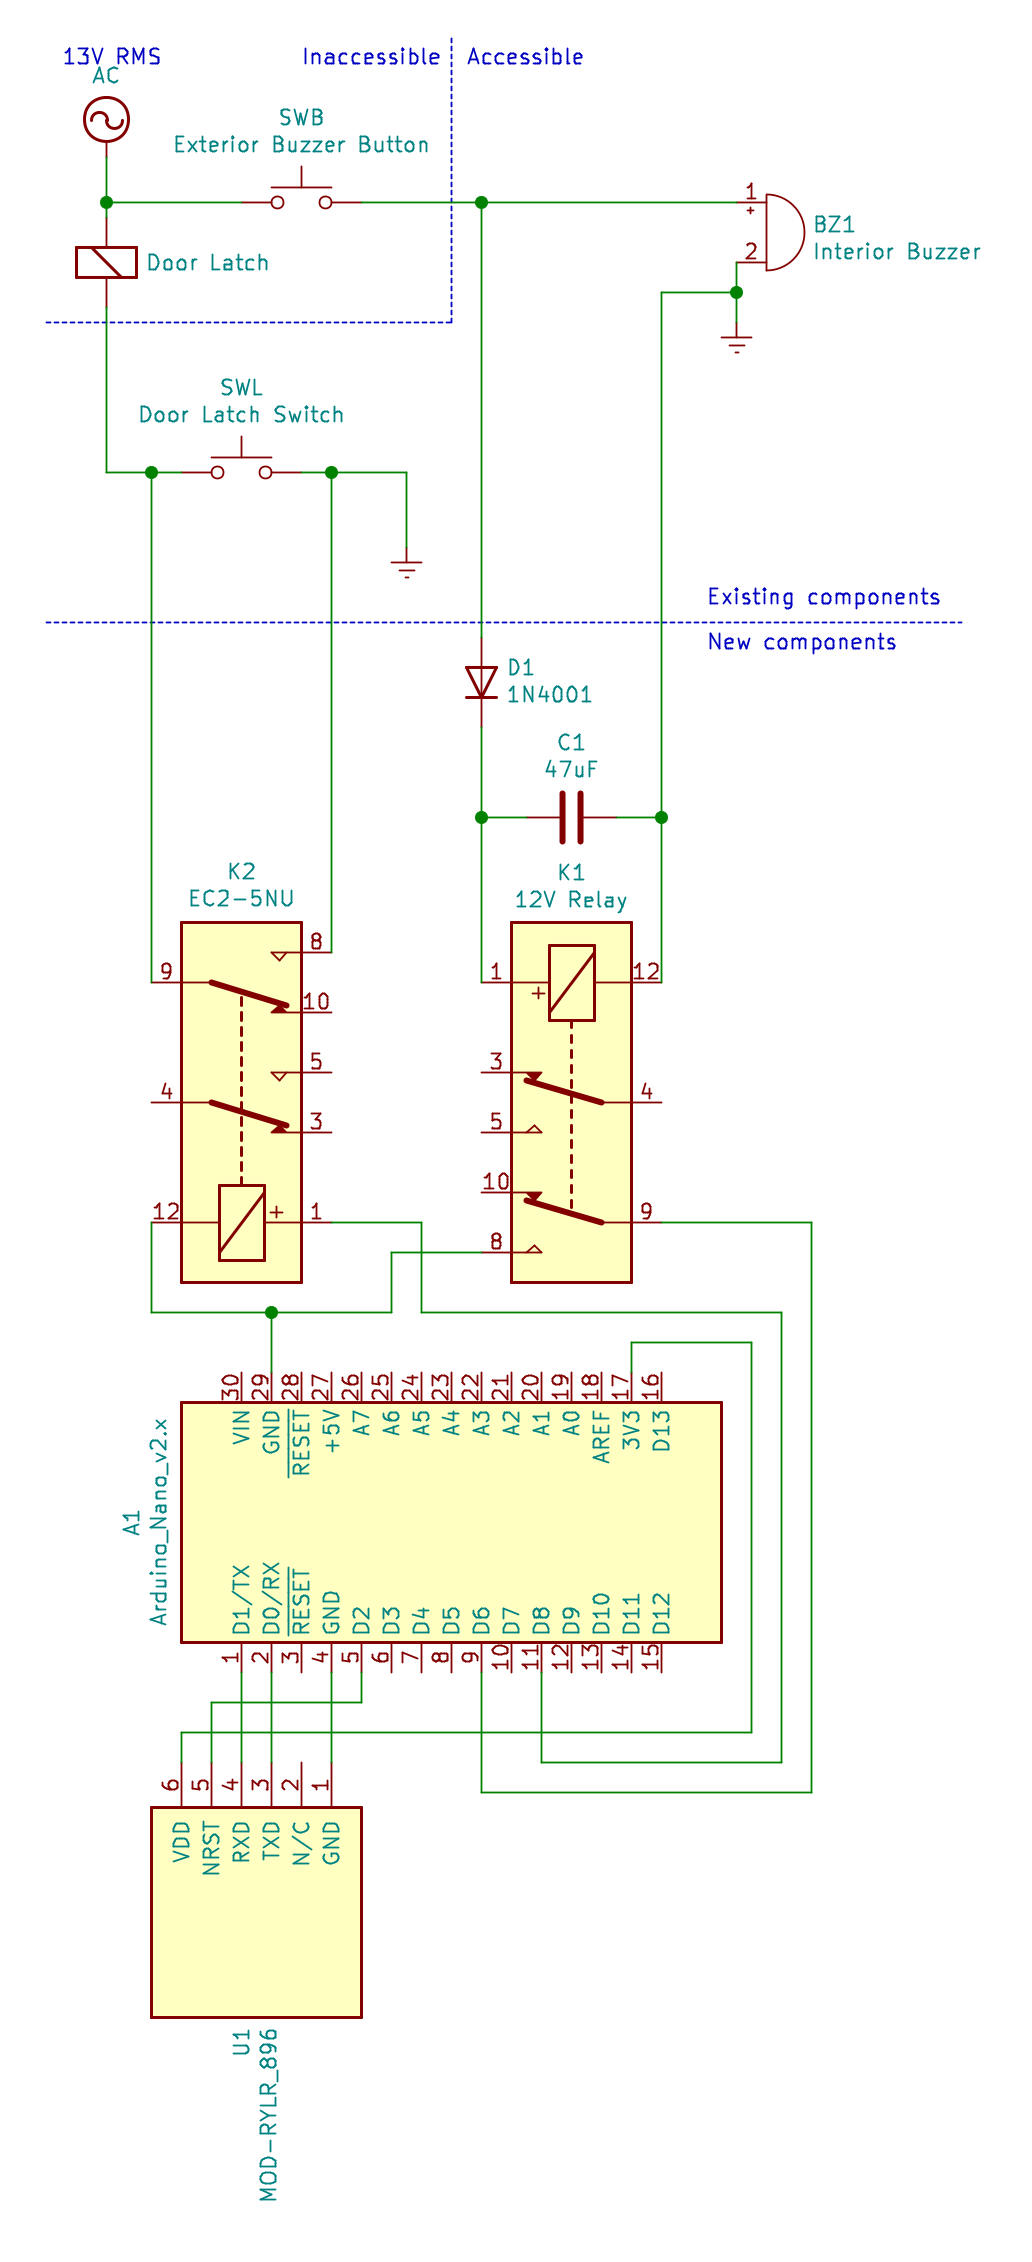 13V RMS
Inaccessible
Accessible
AC
SWB
Exterior Buzzer Button
1
+
BZ1
Interior Buzzer
2
Door Latch
SWL
Door Latch Switch
Existing components
New components
D1
1N4001
C1
47uF
K2
EC2-5NU
K1
12V Relay
8
9
10
5
4
3
12
+
1
1
12
+
3
4
5
10
9
8
30
29
28
27
26
25
24
23
22
21
20
19
18
17
16
VIN
GND
RESET
+5V
A7
A6
A5
A4
A3
A2
A1
A0
AREF
3V3
D13
A1
Arduino_Nano_v2.x
D1/TX
D0/RX
RESET
GND
D2
D3
D4
D5
D6
D7
D8
D9
D10
D11
D12
1
2
3
4
5
6
7
8
9
10
11
12
13
14
15
6
5
4
3
2
1
VDD
NRST
RXD
TXD
N/C
GND
U1
MOD-RYLR_896